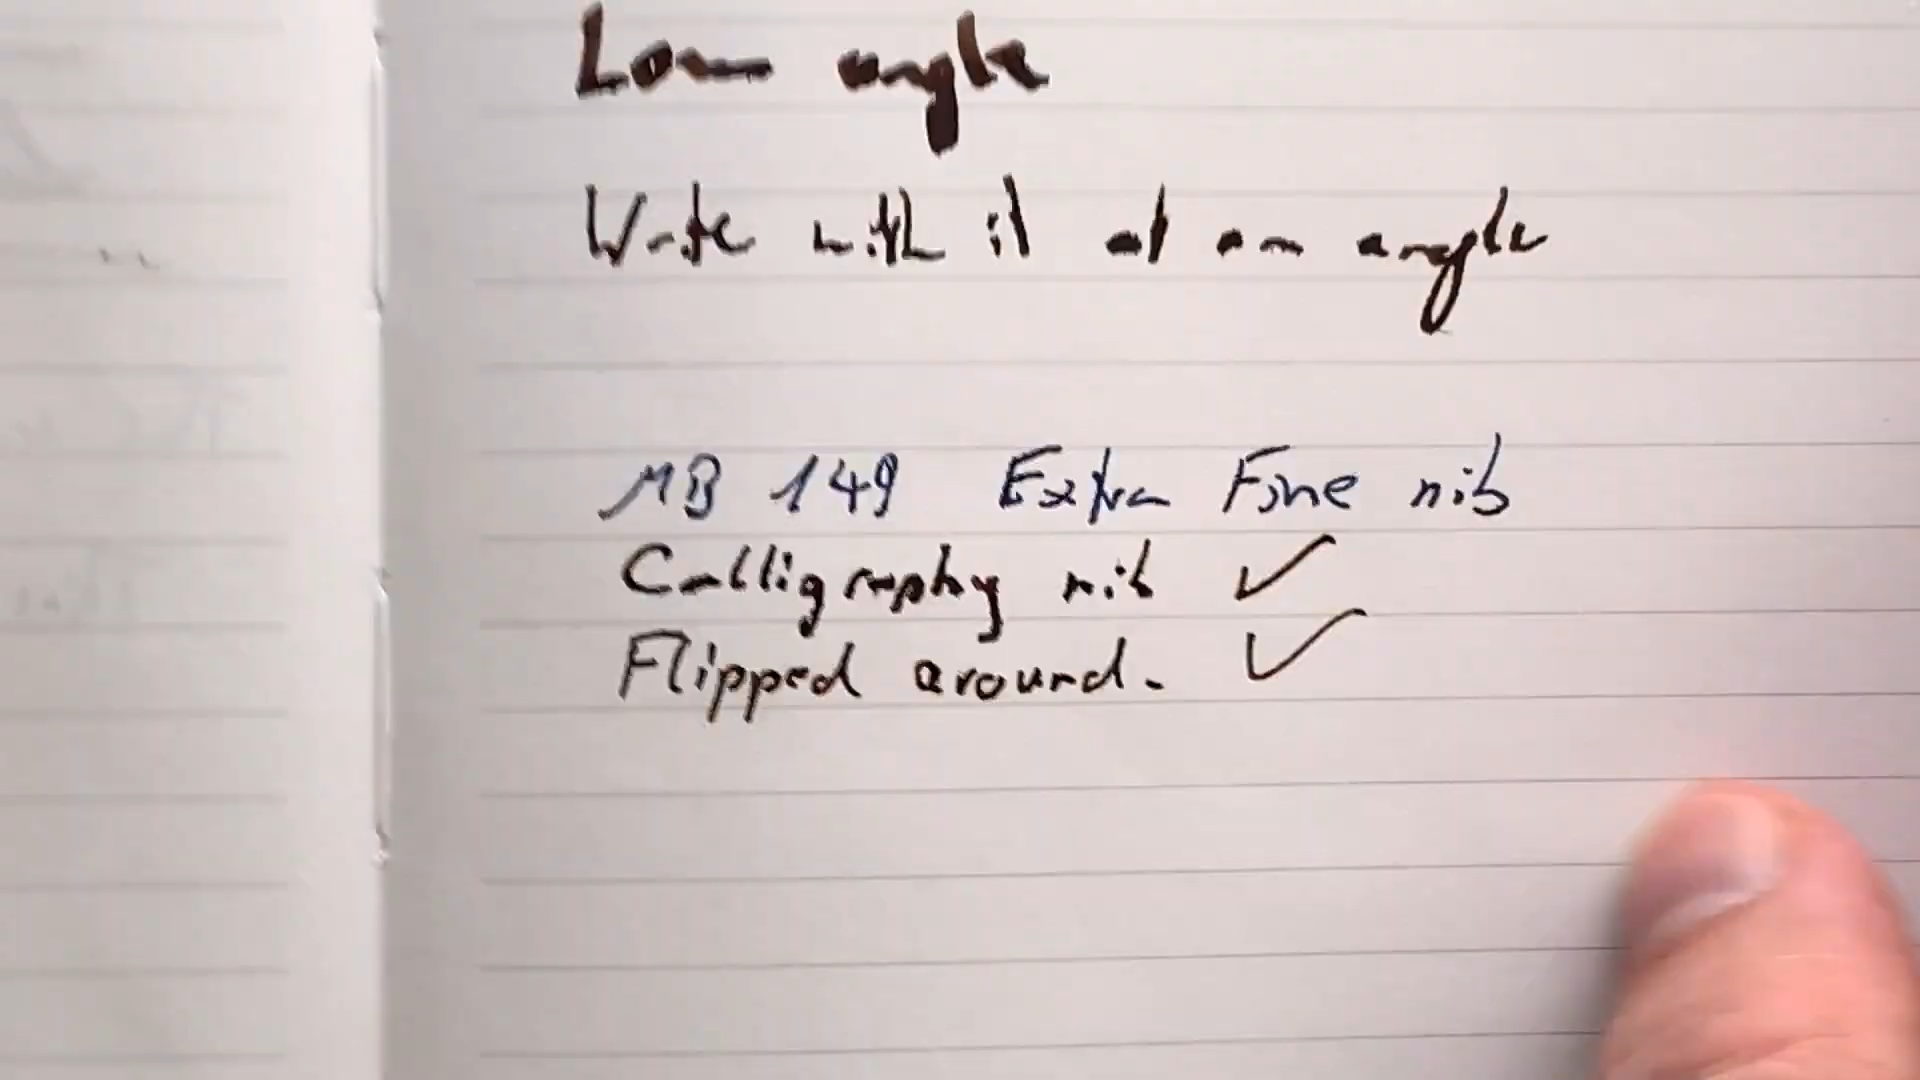 Low angle
Write with it at an angle
MB 149 Extra Fine nib
Calligraphy nib ✓
Flipped around. ✓